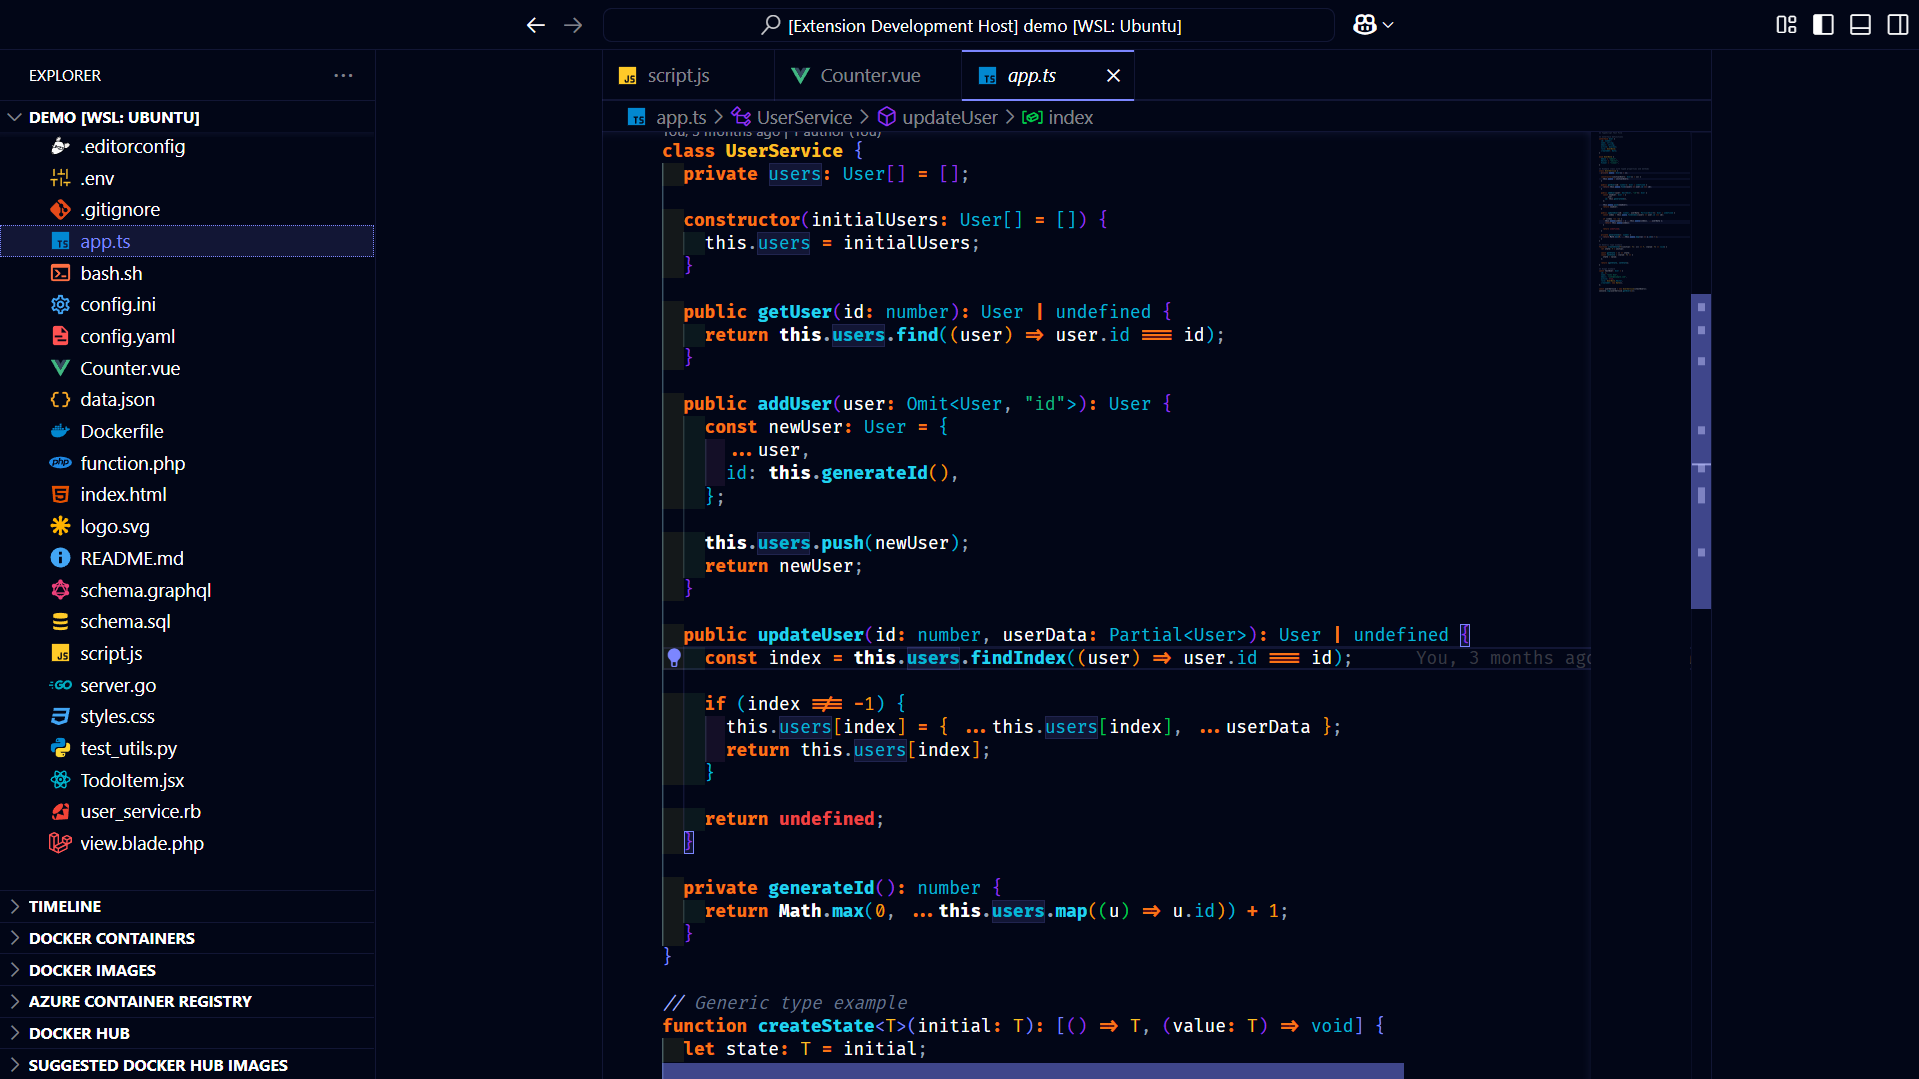 [Extension Development Host] demo [WSL: Ubuntu]
EXPLORER
DEMO [WSL: UBUNTU]
.editorconfig
.env
.gitignore
app.ts
bash.sh
config.ini
config.yaml
Counter.vue
data.json
Dockerfile
function.php
index.html
logo.svg
README.md
schema.graphql
schema.sql
script.js
server.go
styles.css
test_utils.py
TodoItem.jsx
user_service.rb
view.blade.php
TIMELINE
DOCKER CONTAINERS
DOCKER IMAGES
AZURE CONTAINER REGISTRY
DOCKER HUB
SUGGESTED DOCKER HUB IMAGES
script.js
Counter.vue
app.ts
app.ts > UserService > updateUser > index
You, 3 months ago | 1 author (You)
class UserService {
private users: User[] = [];
constructor(initialUsers: User[] = []) {
this.users = initialUsers;
}
public getUser(id: number): User | undefined {
return this.users.find((user) => user.id === id);
}
public addUser(user: Omit<User, "id">): User {
const newUser: User = {
...user,
id: this.generateId(),
};
this.users.push(newUser);
return newUser;
}
public updateUser(id: number, userData: Partial<User>): User | undefined {
const index = this.users.findIndex((user) => user.id === id); You, 3 months ago
if (index !== -1) {
this.users[index] = { ...this.users[index], ...userData };
return this.users[index];
}
return undefined;
}
private generateId(): number {
return Math.max(0, ...this.users.map((u) => u.id)) + 1;
}
}
// Generic type example
function createState<T>(initial: T): [() => T, (value: T) => void] {
let state: T = initial;